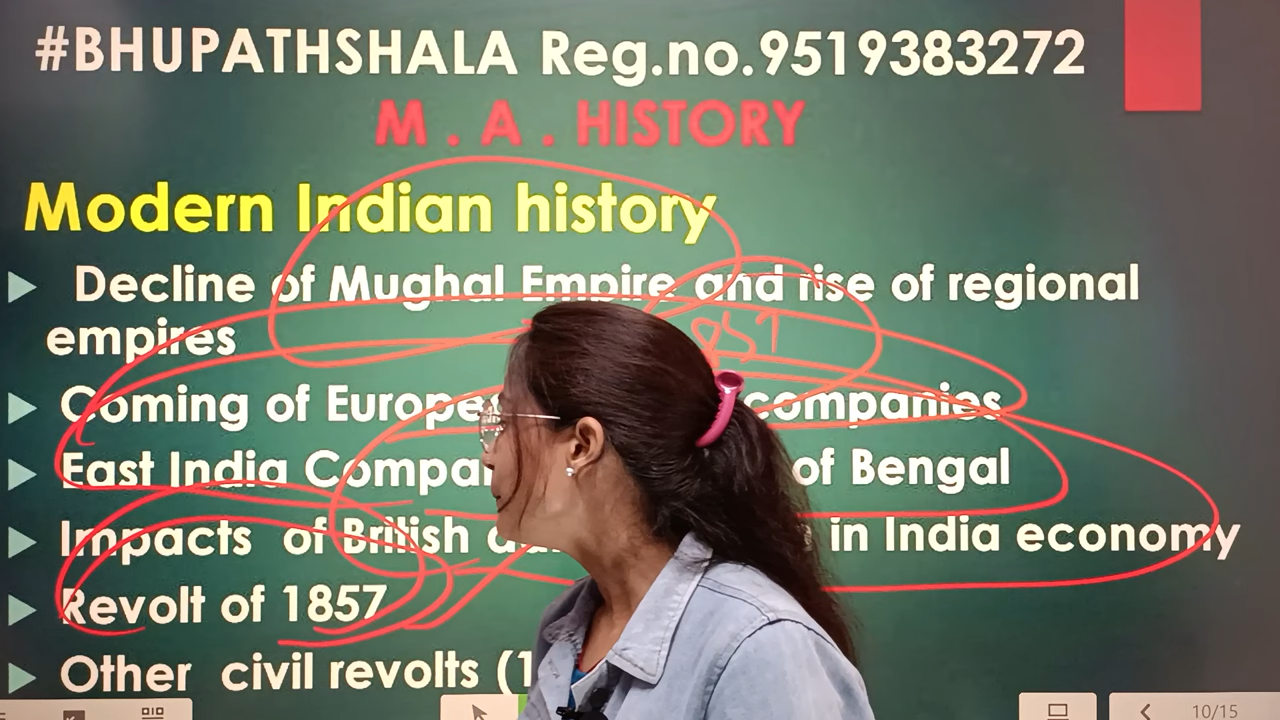 #BHUPATHSHALA Reg.no.9519383272
M . A . HISTORY
Modern Indian history
Decline of Mughal Empire and rise of regional
empires
Coming of companies
East India of Bengal
Impacts of British in India economy
Revolt of 1857
Other civil revolts (1
10/15